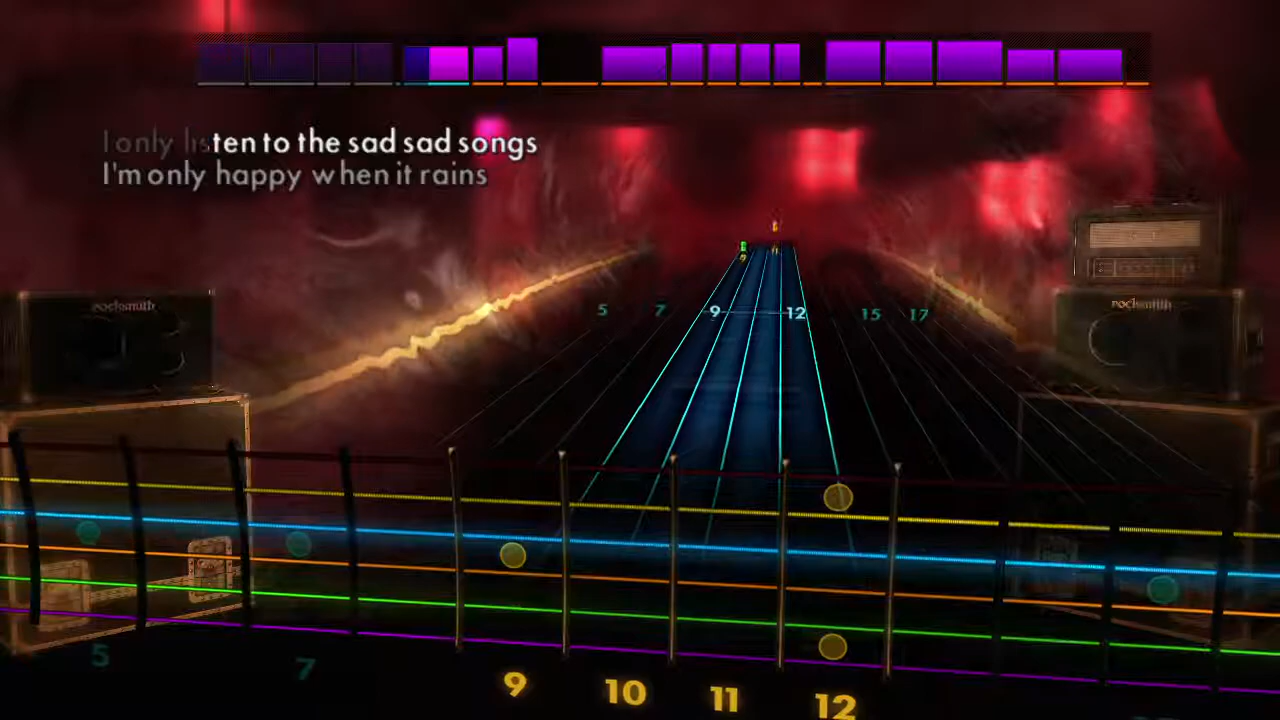 I only listen to the sad sad songs
I'm only happy when it rains
rocksmith
rocksmith
5 7 9 12 15 17
5 7 9 10 11 12